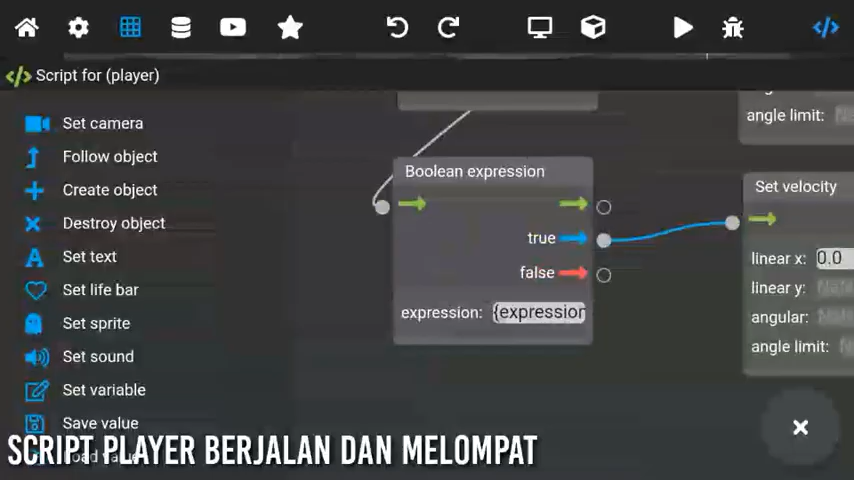 Script for (player)
angle limit:
Set camera
Follow object
Create object
Destroy object
Set text
Set life bar
Set sprite
Set sound
Set variable
Save value
Boolean expression
true
false
expression: {expression
Set velocity
linear x: 0.0
linear y: NaN
angular:
angle limit:
SCRIPT PLAYER BERJALAN DAN MELOMPAT